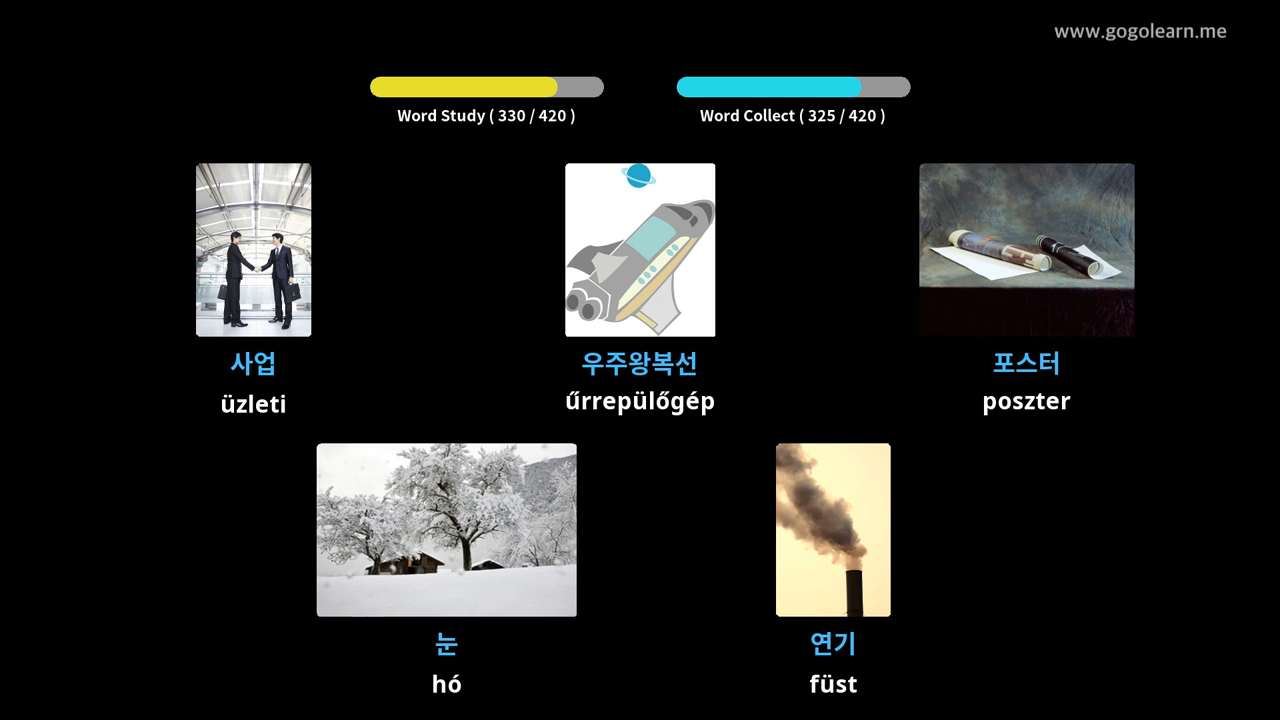 www.gogolearn.me
Word Study ( 330 / 420 )
Word Collect ( 325 / 420 )
사업
üzleti
우주왕복선
űrrepülőgép
포스터
poszter
눈
hó
연기
füst